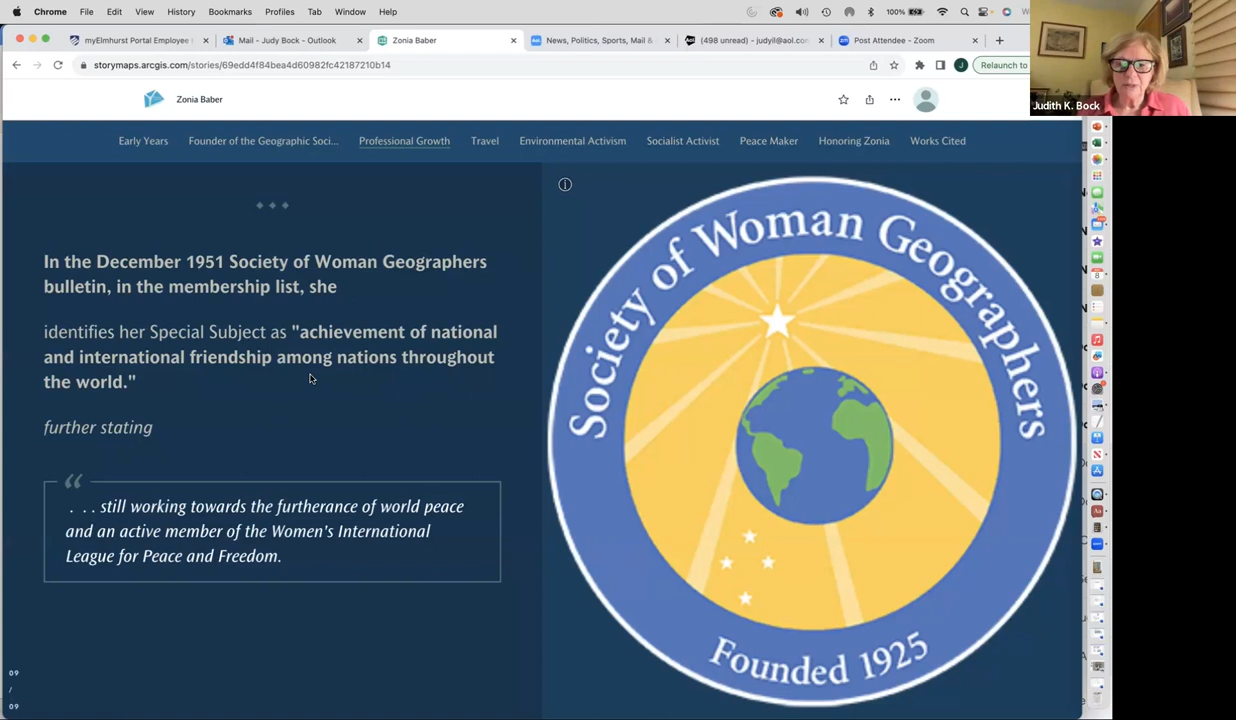 Chrome File Edit View History Bookmarks Profiles Tab Window Help
100%
myElmhurst Portal Employee
Mail - Judy Bock - Outlook
Zonia Baber
News, Politics, Sports, Mail &
(498 unread) - judyil@aol.co
Post Attendee - Zoom
storymaps.arcgis.com/stories/69edd4f84bea4d60982fc42187210b14
J
Relaunch to
Judith K. Bock
Zonia Baber
Early Years
Founder of the Geographic Soci...
Professional Growth
Travel
Environmental Activism
Socialist Activist
Peace Maker
Honoring Zonia
Works Cited
In the December 1951 Society of Woman Geographers
bulletin, in the membership list, she
identifies her Special Subject as "achievement of national
and international friendship among nations throughout
the world."
further stating
“
. . . still working towards the furtherance of world peace
and an active member of the Women's International
League for Peace and Freedom.
09
/
09
Society of Woman Geographers
Founded 1925